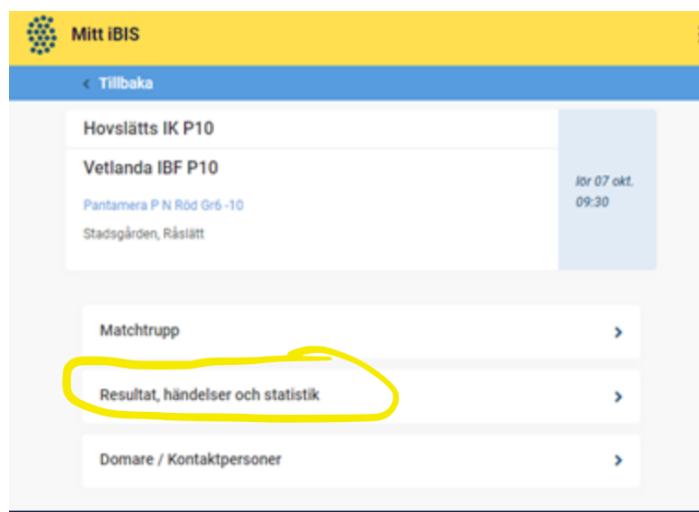 Mitt iBIS
< Tillbaka
Hovslätts IK P10
Vetlanda IBF P10
Pantamera P N Röd Gr6 -10
Stadsgården, Råslätt
lör 07 okt.
09:30
Matchtrupp
Resultat, händelser och statistik
Domare / Kontaktpersoner